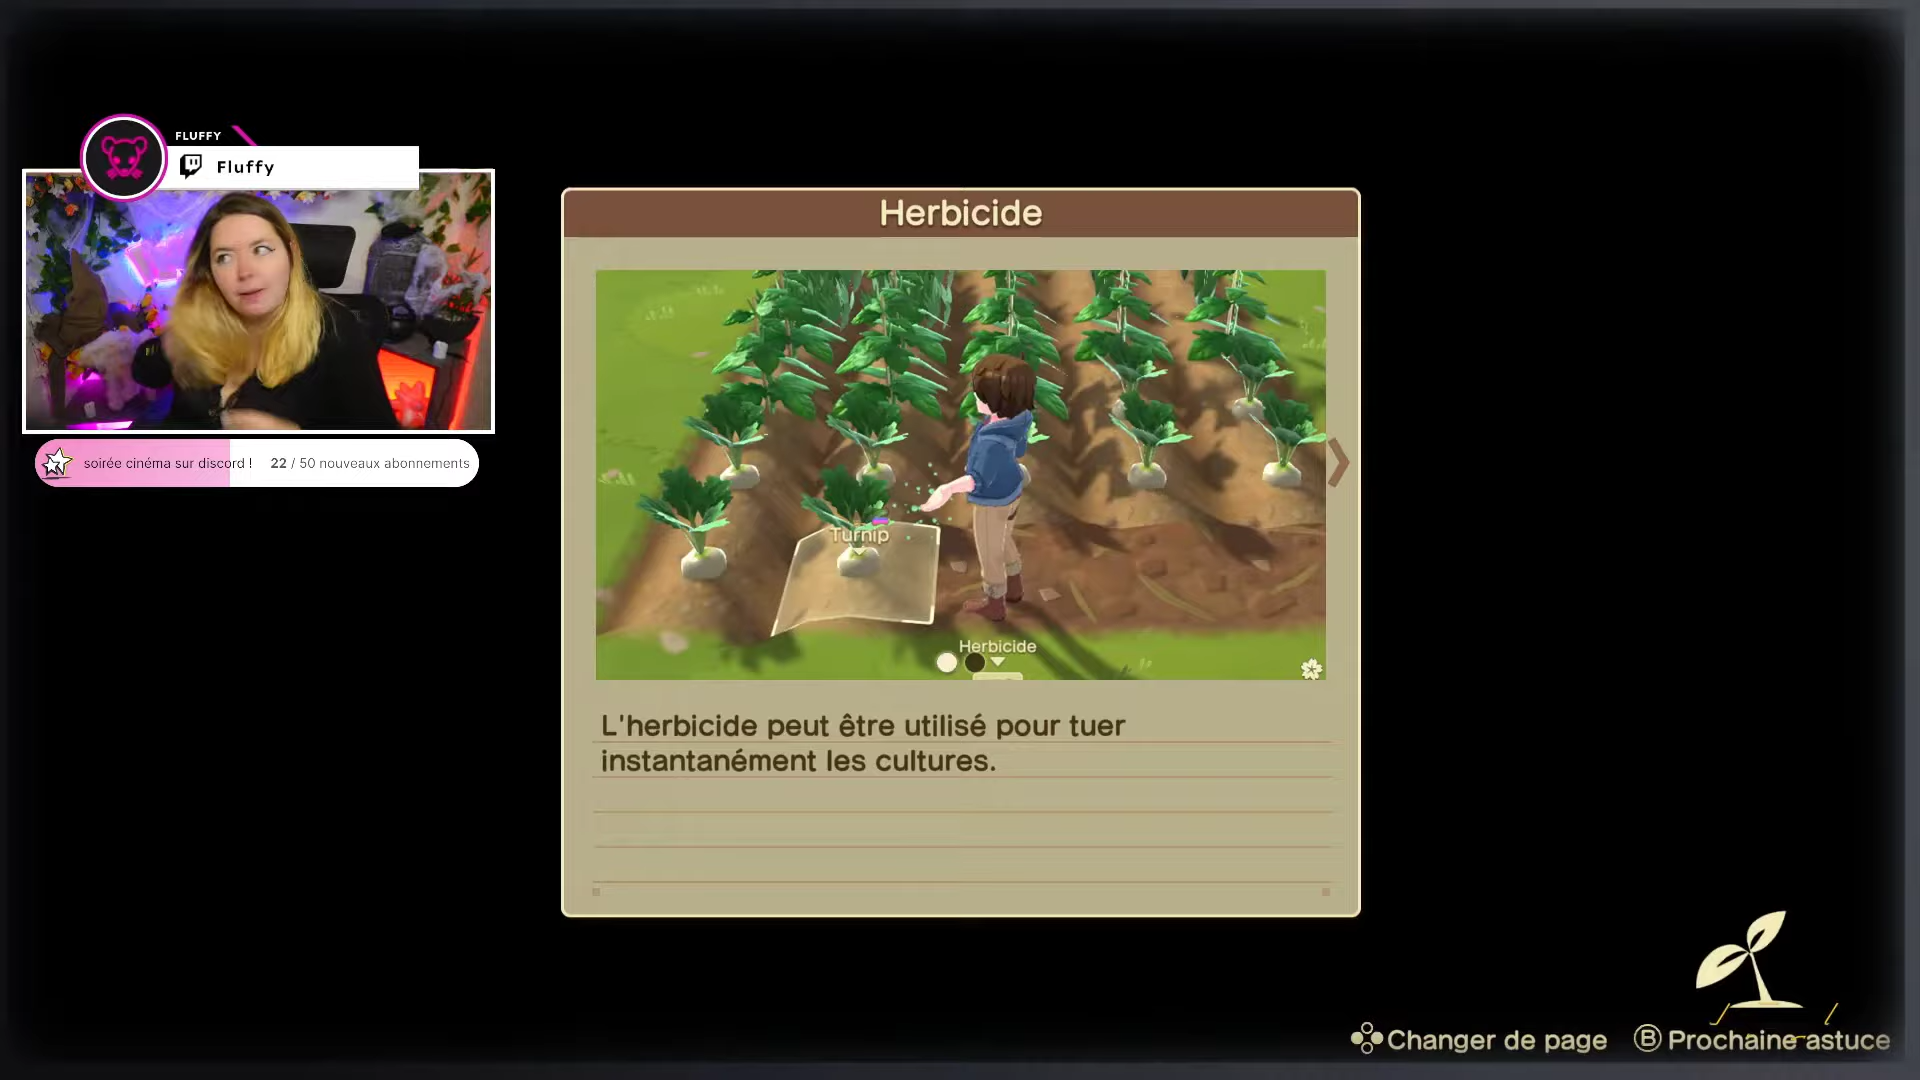 FLUFFY
Fluffy
soirée cinéma sur discord ! 22 / 50 nouveaux abonnements
Herbicide
Turnip
Herbicide
L'herbicide peut être utilisé pour tuer
instantanément les cultures.
Changer de page B Prochaine astuce